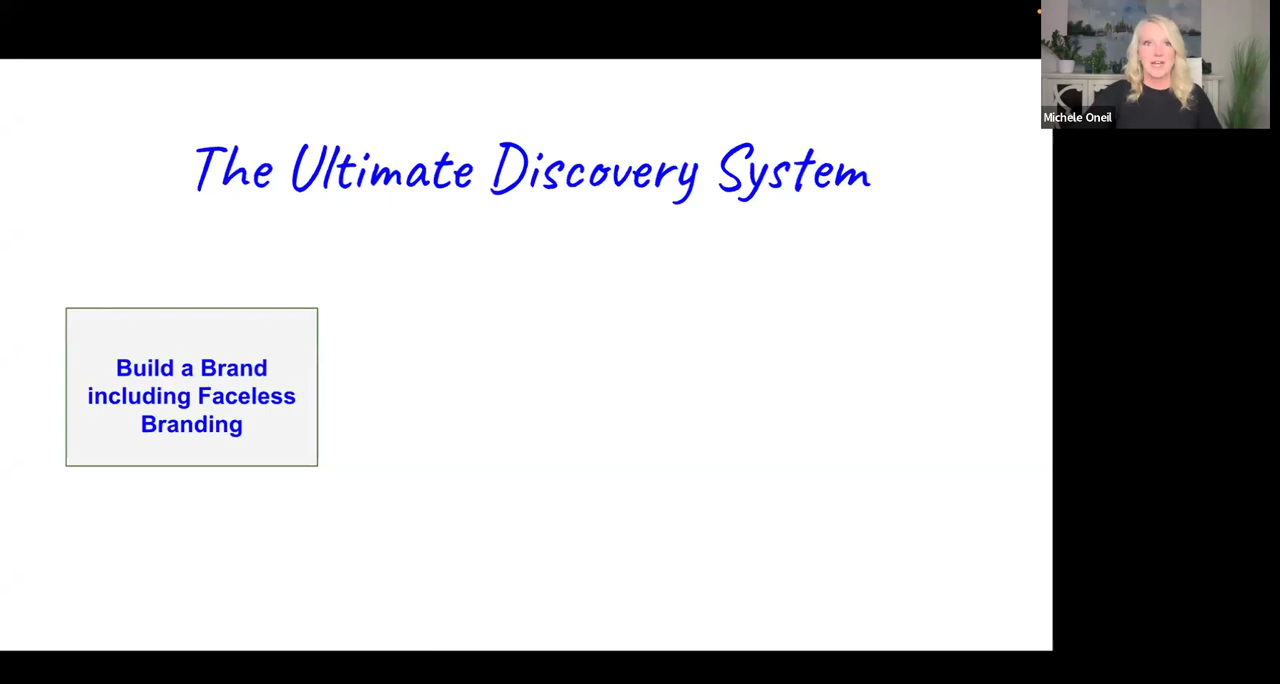 The Ultimate Discovery System
Michele Oneil
Build a Brand
including Faceless
Branding